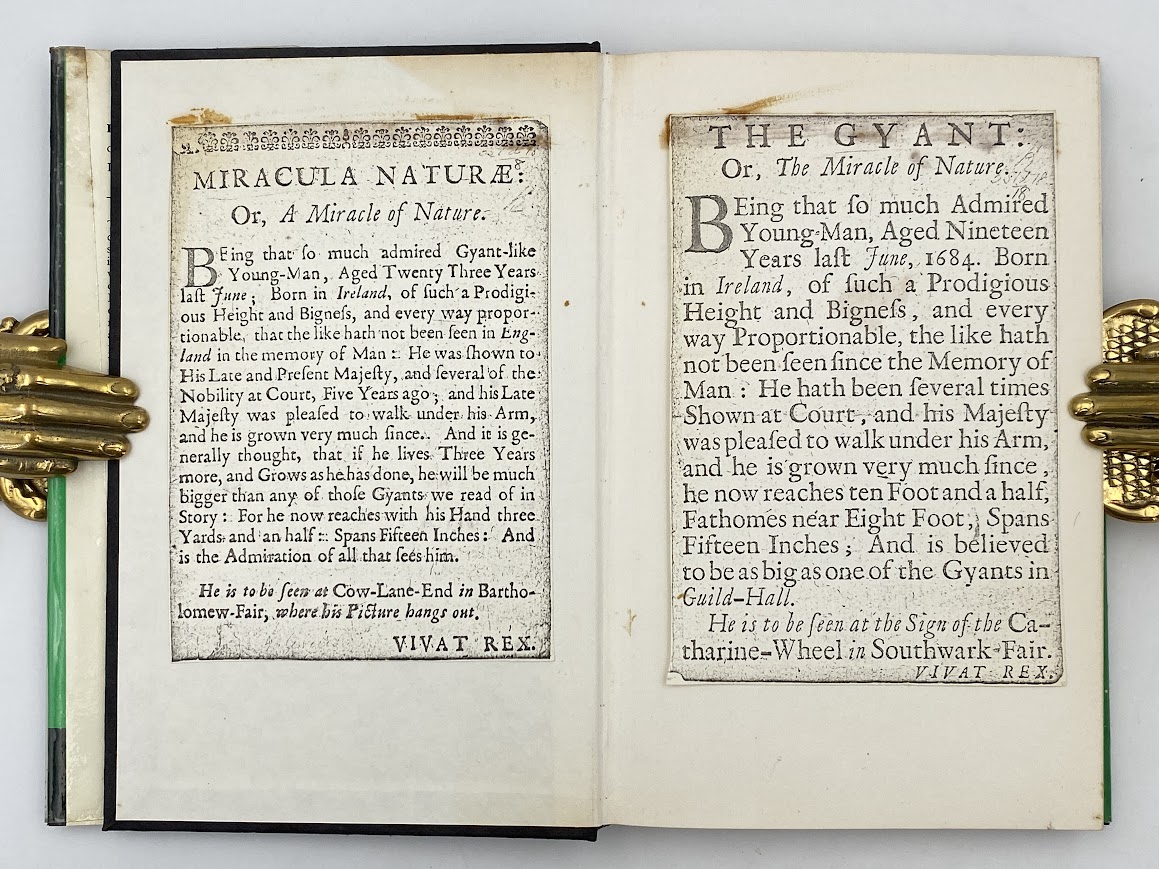 MIRACULA NATURÆ:
Or, A Miracle of Nature.
BEing that ſo much admired Gyant-like
Young-Man, Aged Twenty Three Years
laſt June; Born in Ireland, of ſuch a Prodigi-
ous Height and Bigneſs, and every way propor-
tionable, that the like hath not been ſeen in Eng-
land in the memory of Man: He was ſhown to
His Late and Preſent Majeſty, and ſeveral of the
Nobility at Court, Five Years ago; and his Late
Majeſty was pleaſed to walk under his Arm,
and he is grown very much ſince. And it is ge-
nerally thought, that if he lives Three Years
more, and Grows as he has done, he will be much
bigger than any of thoſe Gyants we read of in
Story: For he now reaches with his Hand three
Yards and an half: Spans Fifteen Inches: And
is the Admiration of all that ſees him.
He is to be ſeen at Cow-Lane-End in Bartho-
lomew-Fair, where his Picture hangs out.
VIVAT REX.
THE GYANT:
Or, The Miracle of Nature.
BEing that ſo much Admired
Young-Man, Aged Nineteen
Years laſt June, 1684. Born
in Ireland, of ſuch a Prodigious
Height and Bigneſs, and every
way Proportionable, the like hath
not been ſeen ſince the Memory of
Man: He hath been ſeveral times
Shown at Court, and his Majeſty
was pleaſed to walk under his Arm,
and he is grown very much ſince,
he now reaches ten Foot and a half,
Fathomes near Eight Foot, Spans
Fifteen Inches; And is believed
to be as big as one of the Gyants in
Guild-Hall.
He is to be ſeen at the Sign of the Ca-
tharine-Wheel in Southwark-Fair.
VIVAT REX.